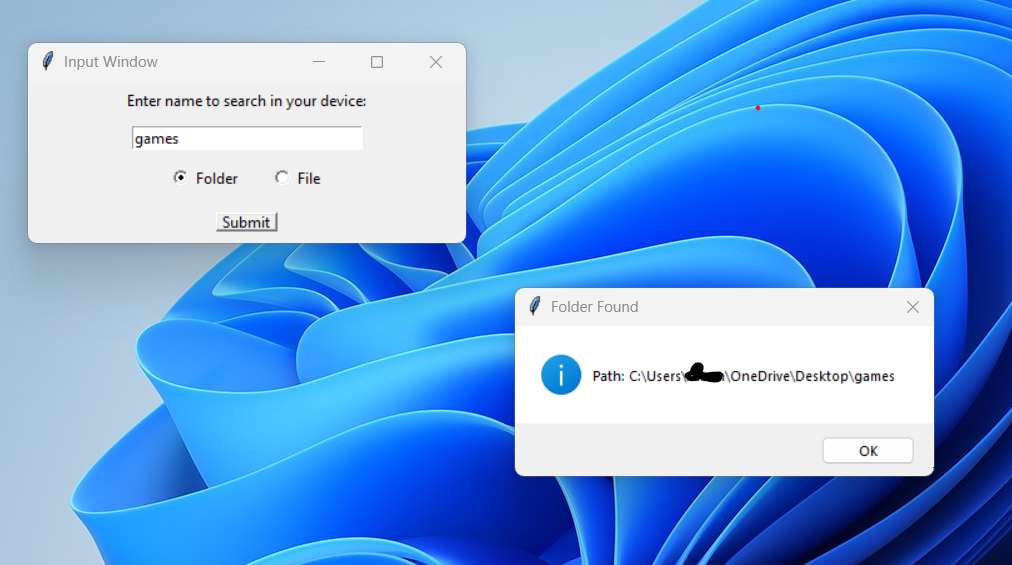 Input Window
Enter name to search in your device:
games
Folder File
Submit
Folder Found
Path: C:\Users\ \OneDrive\Desktop\games
OK